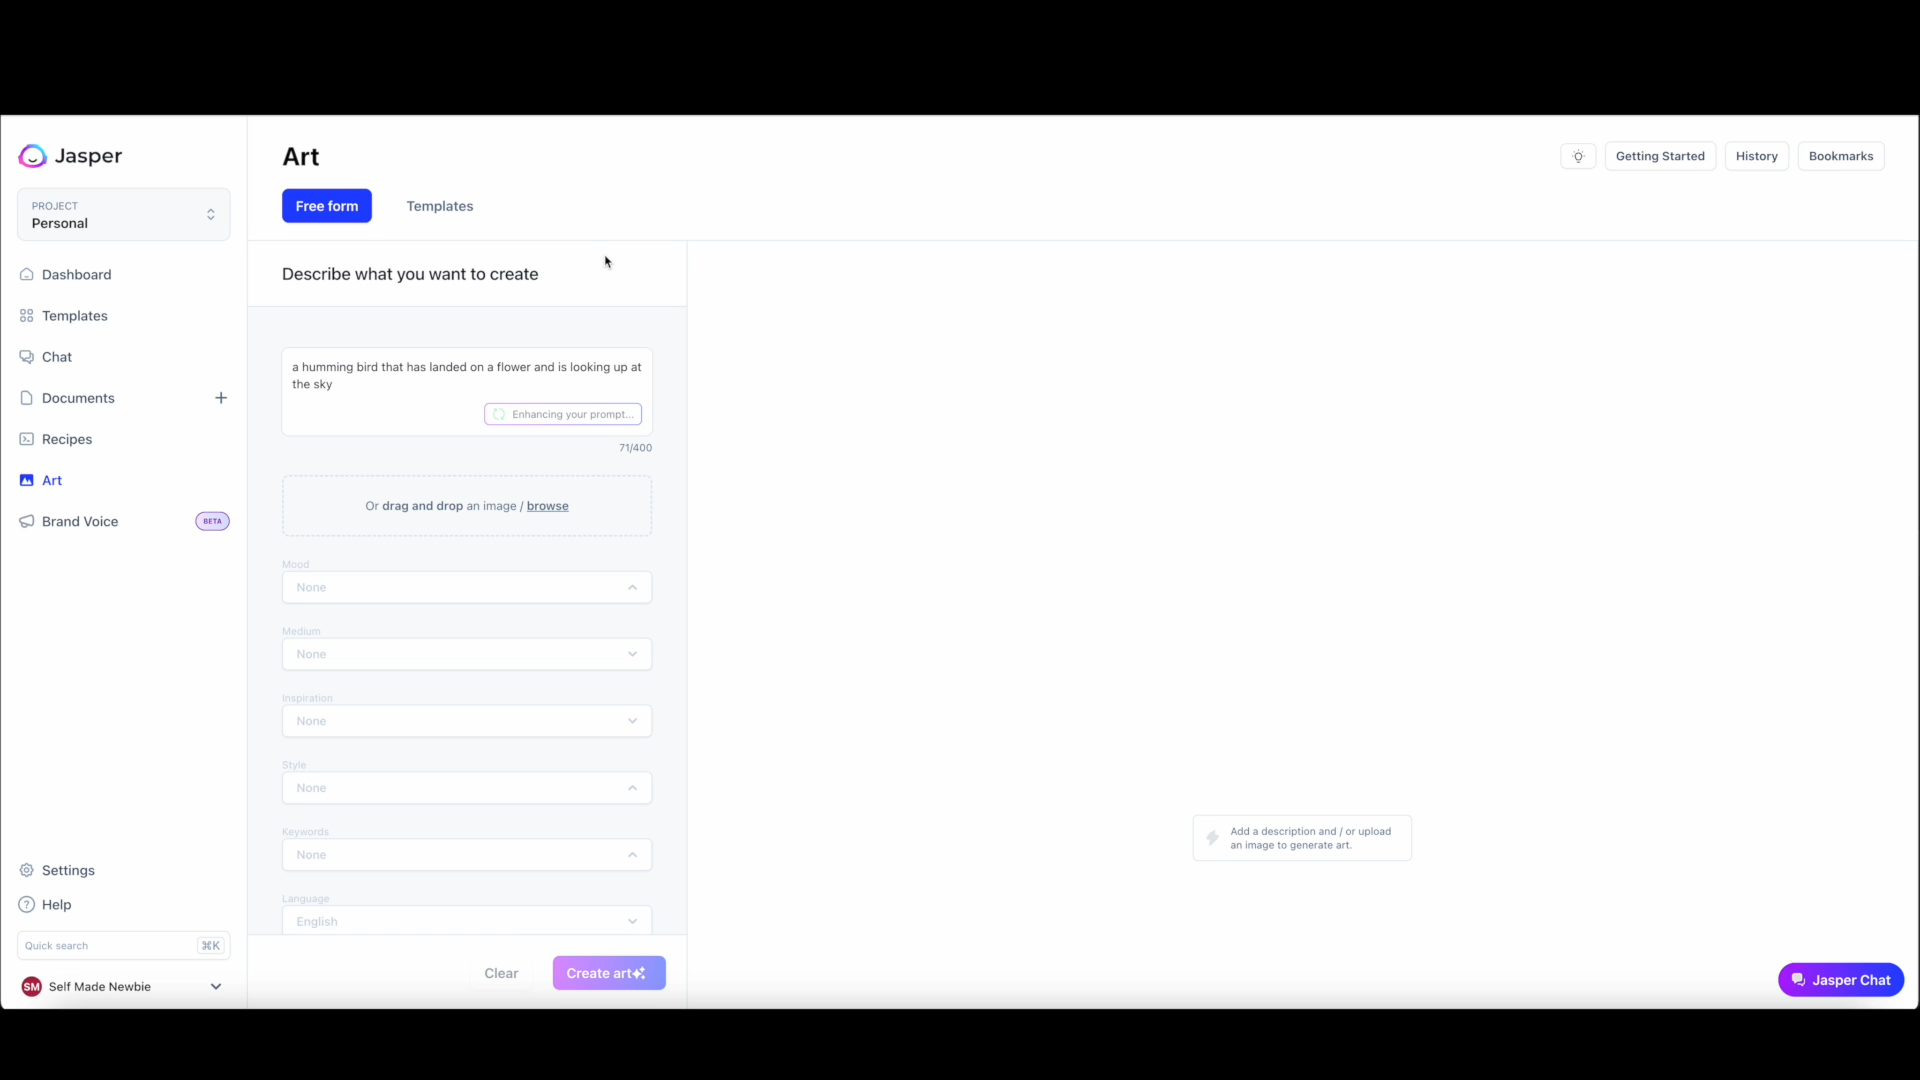 Jasper
PROJECT
Personal
Dashboard
Templates
Chat
Documents
Recipes
Art
Brand Voice
BETA
Settings
Help
Quick search
⌘K
SM
Self Made Newbie
Art
Getting Started
History
Bookmarks
Free form
Templates
Describe what you want to create
a humming bird that has landed on a flower and is looking up at
the sky
Enhancing your prompt...
71/400
Or drag and drop an image / browse
Mood
None
Medium
None
Inspiration
None
Style
None
Keywords
None
Language
English
Clear
Create art
Add a description and / or upload
an image to generate art.
Jasper Chat